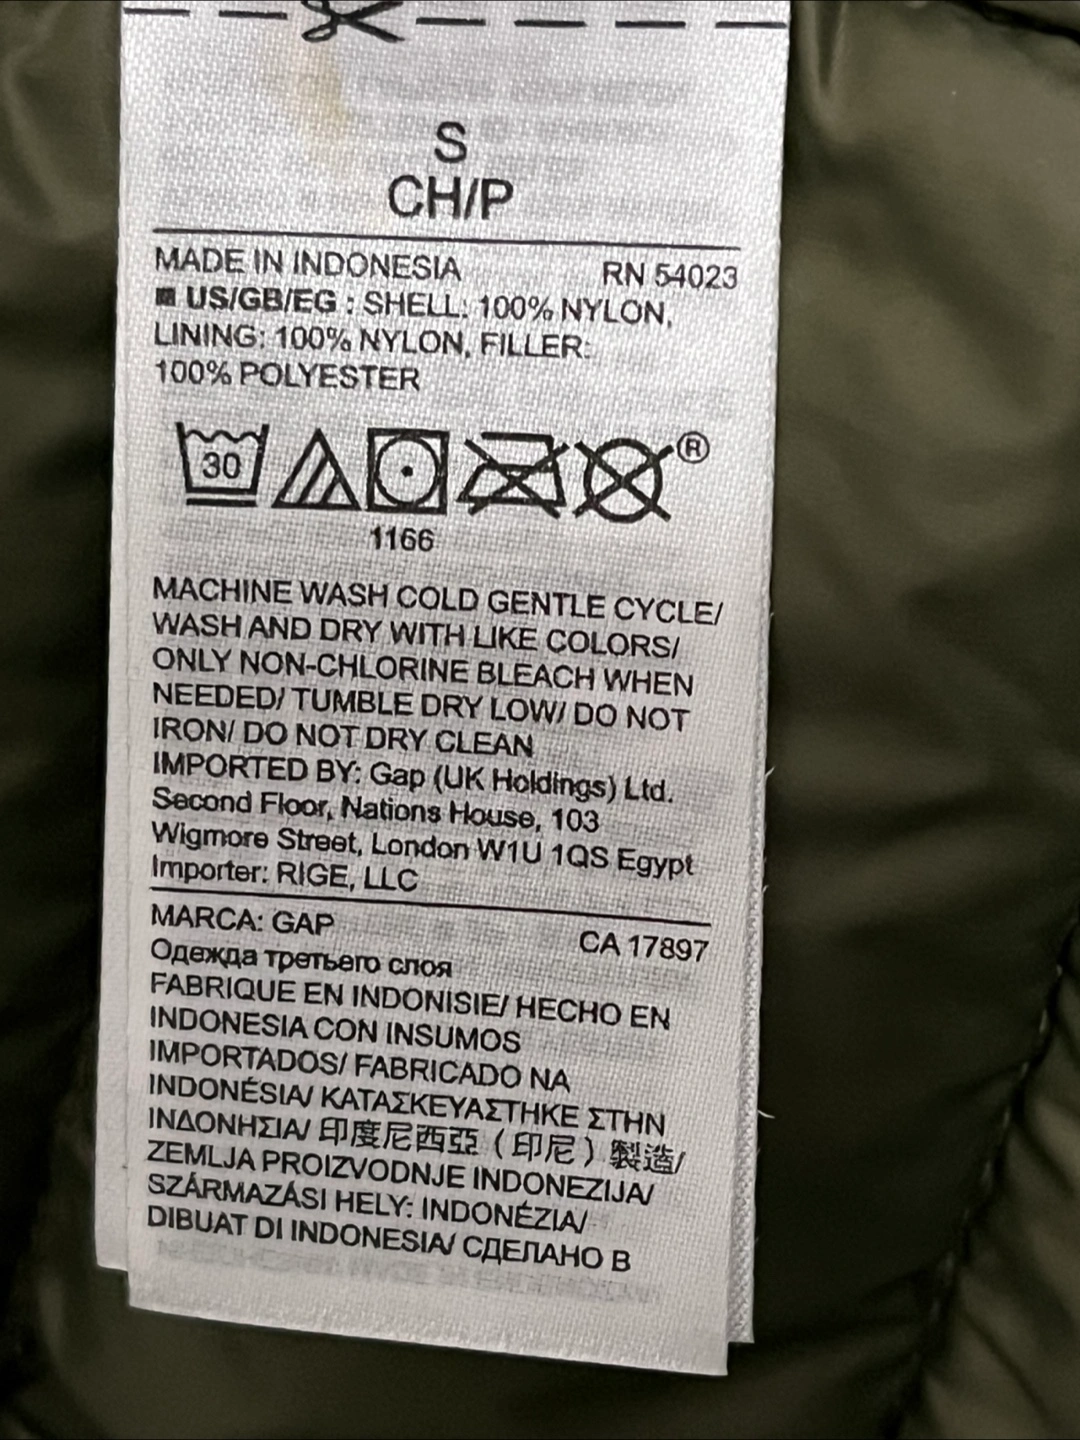 S
CH/P
MADE IN INDONESIA RN 54023
US/GB/EG : SHELL: 100% NYLON,
LINING: 100% NYLON, FILLER:
100% POLYESTER
30
®
1166
MACHINE WASH COLD GENTLE CYCLE/
WASH AND DRY WITH LIKE COLORS/
ONLY NON-CHLORINE BLEACH WHEN
NEEDED/ TUMBLE DRY LOW/ DO NOT
IRON/ DO NOT DRY CLEAN
IMPORTED BY: Gap (UK Holdings) Ltd.
Second Floor, Nations House, 103
Wigmore Street, London W1U 1QS Egypt
Importer: RIGE, LLC
MARCA: GAP CA 17897
Одежда третьего слоя
FABRIQUE EN INDONISIE/ HECHO EN
INDONESIA CON INSUMOS
IMPORTADOS/ FABRICADO NA
INDONÉSIA/ ΚΑΤΑΣΚΕΥΑΣΤΗΚΕ ΣΤΗΝ
ΙΝΔΟΝΗΣΙΑ/ 印度尼西亞（印尼）製造/
ZEMLJA PROIZVODNJE INDONEZIJA/
SZÁRMAZÁSI HELY: INDONÉZIA/
DIBUAT DI INDONESIA/ СДЕЛАНО В